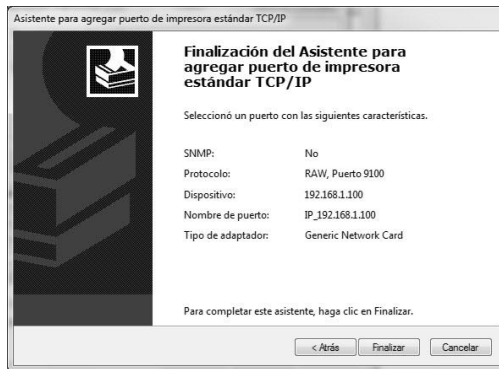 Asistente para agregar puerto de impresora estándar TCP/IP
Finalización del Asistente para
agregar puerto de impresora
estándar TCP/IP
Seleccionó un puerto con las siguientes características.
SNMP: No
Protocolo: RAW, Puerto 9100
Dispositivo: 192.168.1.100
Nombre de puerto: IP_192.168.1.100
Tipo de adaptador: Generic Network Card
Para completar este asistente, haga clic en Finalizar.
< Atrás Finalizar Cancelar